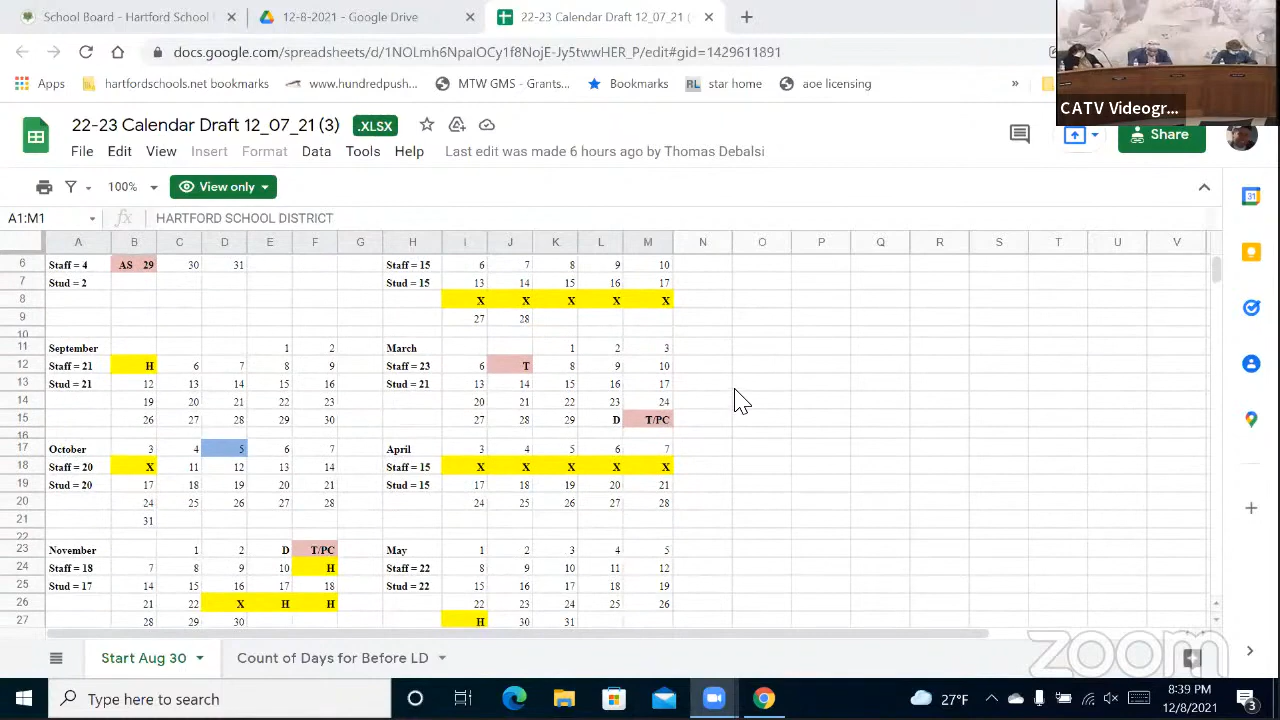 School Board - Hartford School
12-8-2021 - Google Drive
22-23 Calendar Draft 12_07_21 (
docs.google.com/spreadsheets/d/1NOLmh6NpalOCy1f8NojE-Jy5twwHER_P/edit#gid=1429611891
Apps hartfordschools.net bookmarks www.hundredpush... MTW GMS - Grants... Bookmarks RL star home aoe licensing »
CATV Videogr...
22-23 Calendar Draft 12_07_21 (3) .XLSX
File Edit View Insert Format Data Tools Help Last edit was made 6 hours ago by Thomas Debalsi
Share
100% View only
A1:M1 fx HARTFORD SCHOOL DISTRICT
A B C D E F G H I J K L M N O P Q R S T U V
6 Staff = 4 AS 29 30 31 Staff = 15 6 7 8 9 10
7 Stud = 2 Stud = 15 13 14 15 16 17
8 X X X X X
9 27 28
10
11 September 1 2 March 1 2 3
12 Staff = 21 H 6 7 8 9 Staff = 23 6 T 8 9 10
13 Stud = 21 12 13 14 15 16 Stud = 21 13 14 15 16 17
14 19 20 21 22 23 20 21 22 23 24
15 26 27 28 29 30 27 28 29 D T/PC
16
17 October 3 4 5 6 7 April 3 4 5 6 7
18 Staff = 20 X 11 12 13 14 Staff = 15 X X X X X
19 Stud = 20 17 18 19 20 21 Stud = 15 17 18 19 20 21
20 24 25 26 27 28 24 25 26 27 28
21 31
22
23 November 1 2 D T/PC May 1 2 3 4 5
24 Staff = 18 7 8 9 10 H Staff = 22 8 9 10 11 12
25 Stud = 17 14 15 16 17 18 Stud = 22 15 16 17 18 19
26 21 22 X H H 22 23 24 25 26
27 28 29 30 H 30 31
Start Aug 30 Count of Days for Before LD
zoom
Type here to search
27°F
8:39 PM
12/8/2021
3